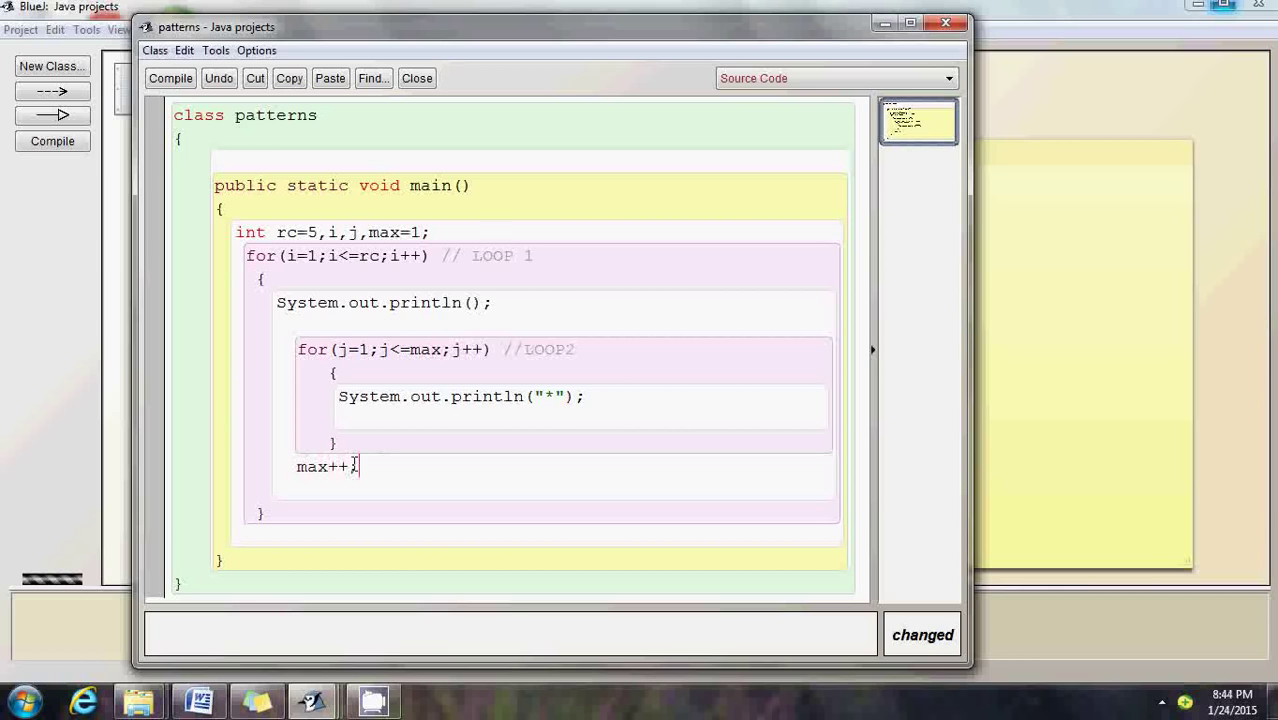 BlueJ: Java projects
Project Edit Tools View
patterns - Java projects
Class Edit Tools Options
New Class...
Compile Undo Cut Copy Paste Find... Close Source Code
Compile
class patterns
{
public static void main()
{
int rc=5,i,j,max=1;
for(i=1;i<=rc;i++) // LOOP 1
{
System.out.println();
for(j=1;j<=max;j++) //LOOP2
{
System.out.println("*");
}
max++;
}
}
}
changed
8:44 PM
1/24/2015